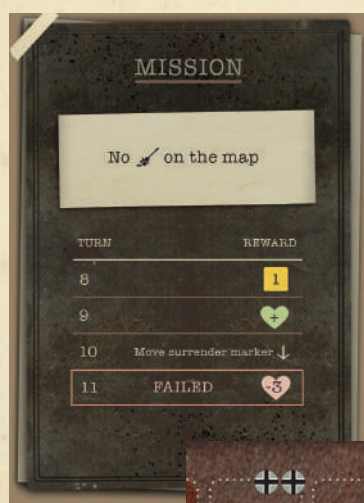 MISSION
No on the map
TURN REWARD
8 1
9 +
10 Move surrender marker ↓
11 FAILED -3